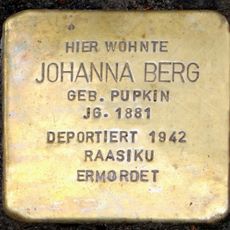 HIER WOHNTE
JOHANNA BERG
GEB. PUPKIN
JG. 1881
DEPORTIERT 1942
RAASIKU
ERMORDET